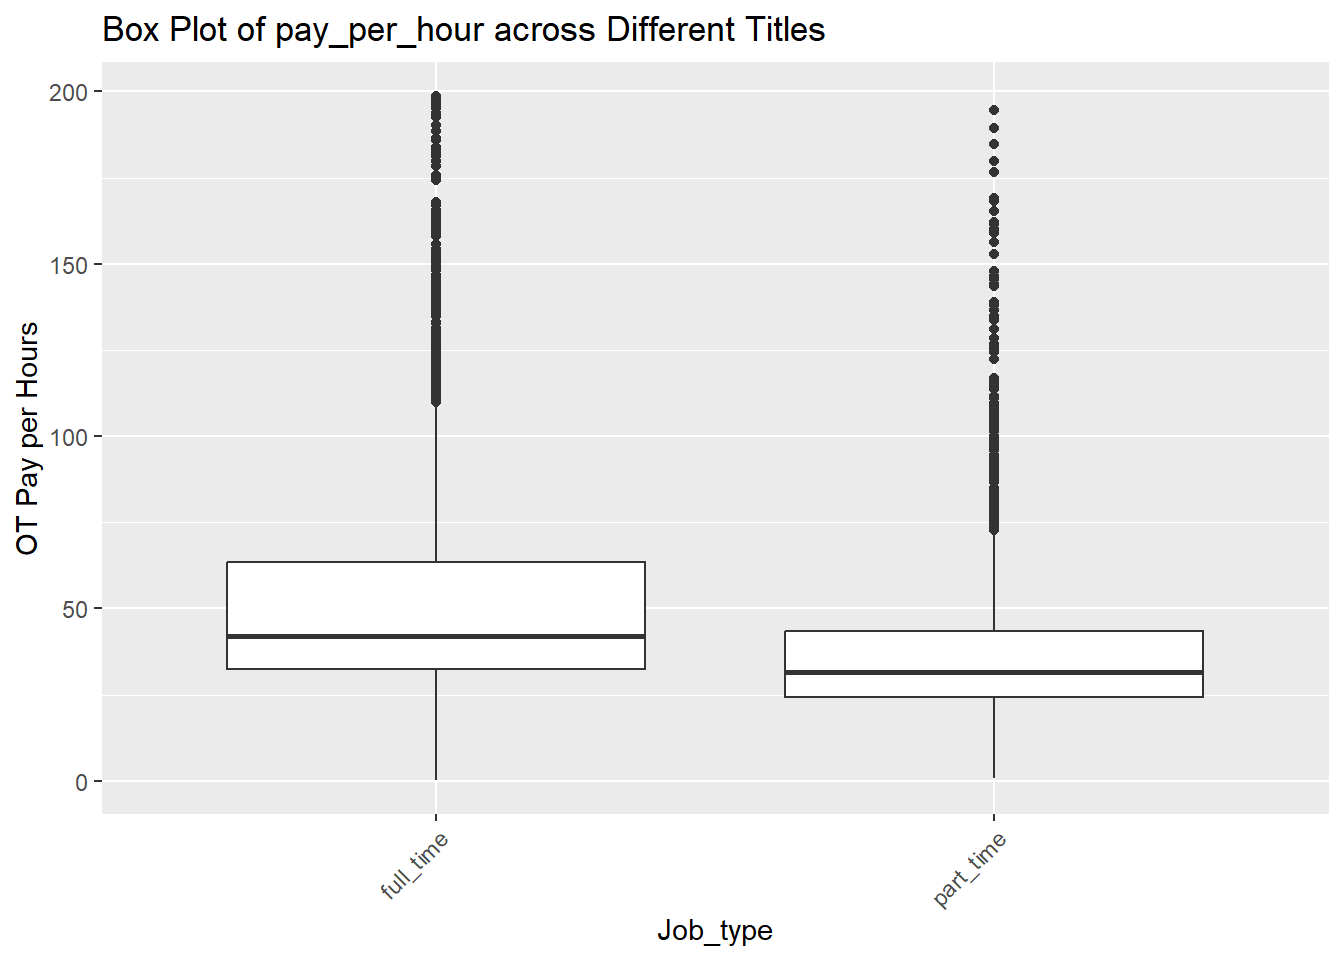 Box Plot of pay_per_hour across Different Titles
OT Pay per Hours
200
150
100
50
0
full_time
part_time
Job_type